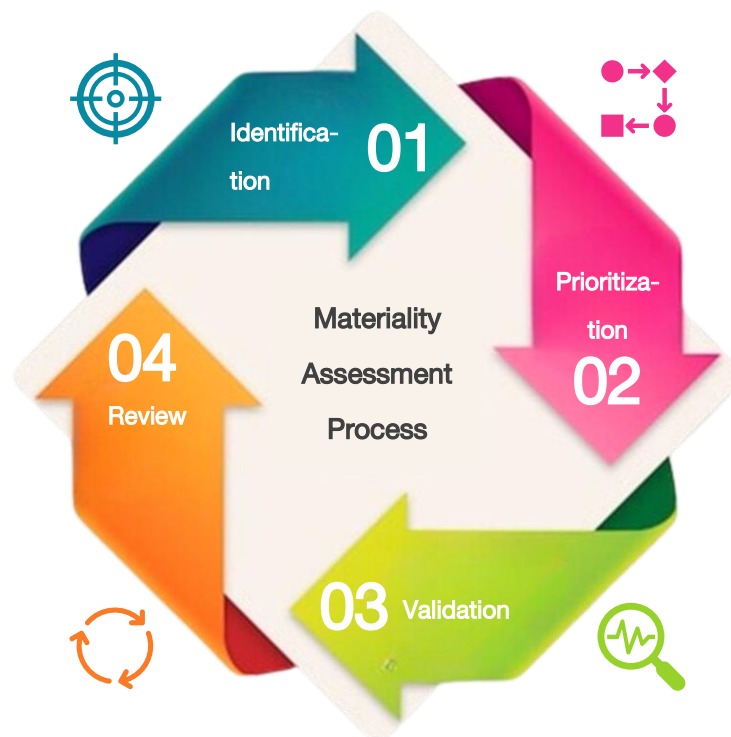 Identifica-
tion
01
Prioritiza-
tion
02
Materiality
Assessment
Process
03 Validation
04
Review